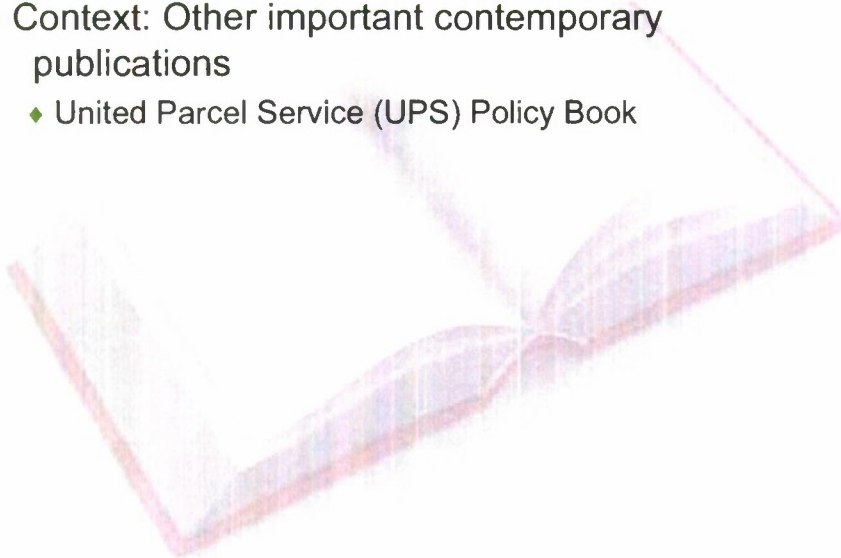 Context: Other important contemporary
publications
♦ United Parcel Service (UPS) Policy Book